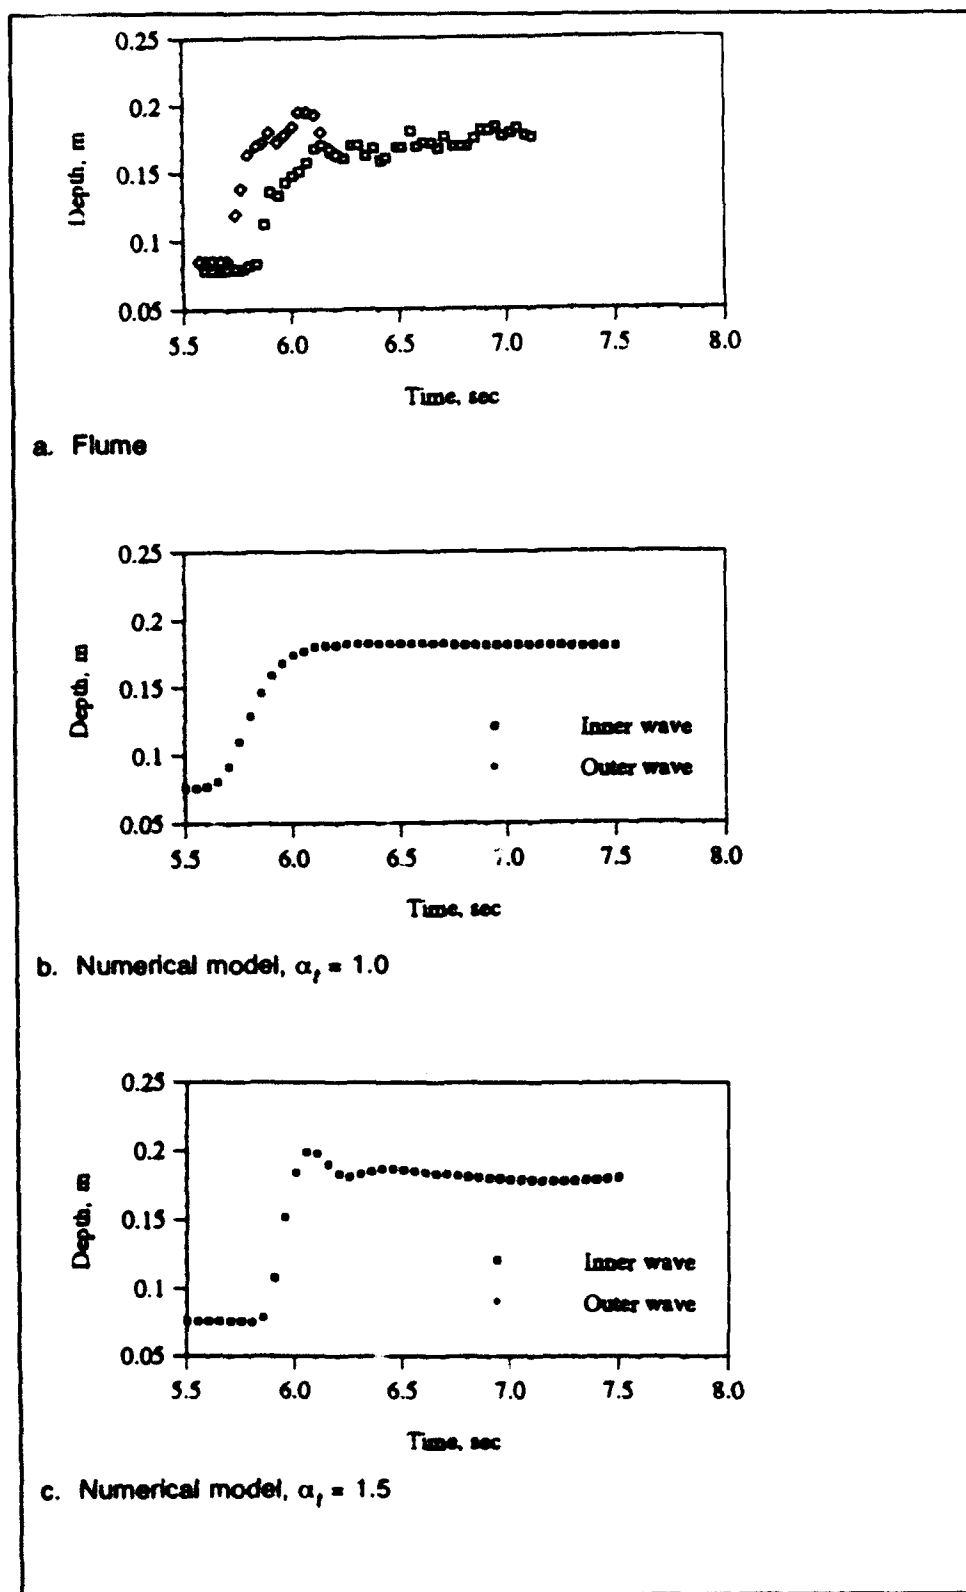 0.25
0.2
0.15
0.1
0.05
Depth, m
5.5 6.0 6.5 7.0 7.5 8.0
Time, sec
a. Flume
0.25
0.2
0.15
0.1
0.05
Depth, m
Inner wave
Outer wave
5.5 6.0 6.5 7.0 7.5 8.0
Time, sec
b. Numerical model, αₜ = 1.0
0.25
0.2
0.15
0.1
0.05
Depth, m
Inner wave
Outer wave
5.5 6.0 6.5 7.0 7.5 8.0
Time, sec
c. Numerical model, αₜ = 1.5